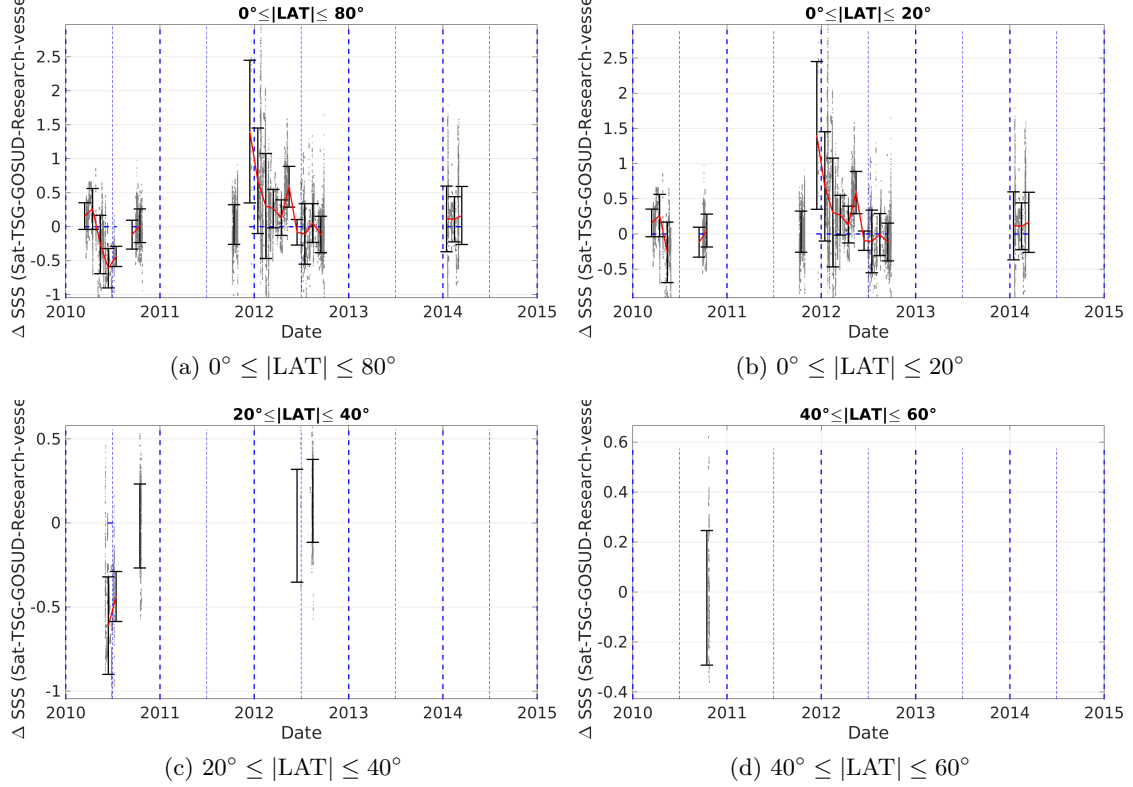 0°≤|LAT|≤ 80°
Δ SSS (Sat-TSG-GOSUD-Research-vesse
2.5
2
1.5
1
0.5
0
-0.5
-1
2010 2011 2012 2013 2014 2015
Date
(a) 0° ≤ |LAT| ≤ 80°
0°≤|LAT|≤ 20°
Δ SSS (Sat-TSG-GOSUD-Research-vesse
2.5
2
1.5
1
0.5
0
-0.5
2010 2011 2012 2013 2014 2015
Date
(b) 0° ≤ |LAT| ≤ 20°
20°≤|LAT|≤ 40°
Δ SSS (Sat-TSG-GOSUD-Research-vesse
0.5
0
-0.5
-1
2010 2011 2012 2013 2014 2015
Date
(c) 20° ≤ |LAT| ≤ 40°
40°≤|LAT|≤ 60°
Δ SSS (Sat-TSG-GOSUD-Research-vesse
0.6
0.4
0.2
0
-0.2
-0.4
2010 2011 2012 2013 2014 2015
Date
(d) 40° ≤ |LAT| ≤ 60°